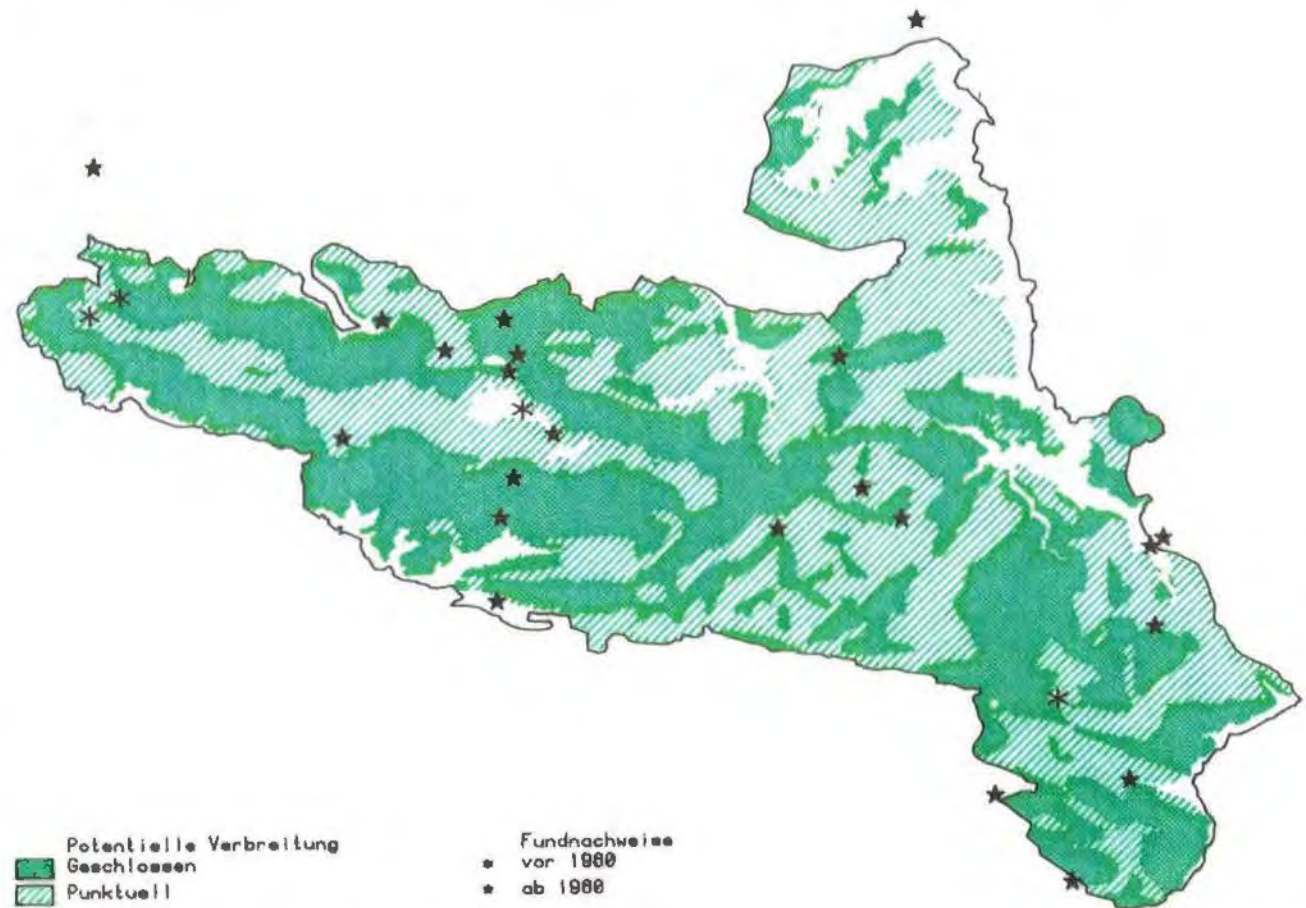 Potentielle Verbreitung
Geschlossen
Punktuell
Fundnachweise
vor 1980
ab 1980